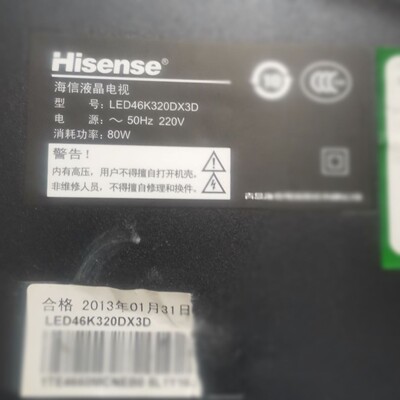 Hisense
海信液晶电视
型 号：LED46K320DX3D
电 源：～ 50Hz 220V
消耗功率：80W
警告！
内有高压，用户不得擅自打开机壳。
非维修人员，不得擅自修理和换件。
合格 2013年01月31日
LED46K320DX3D